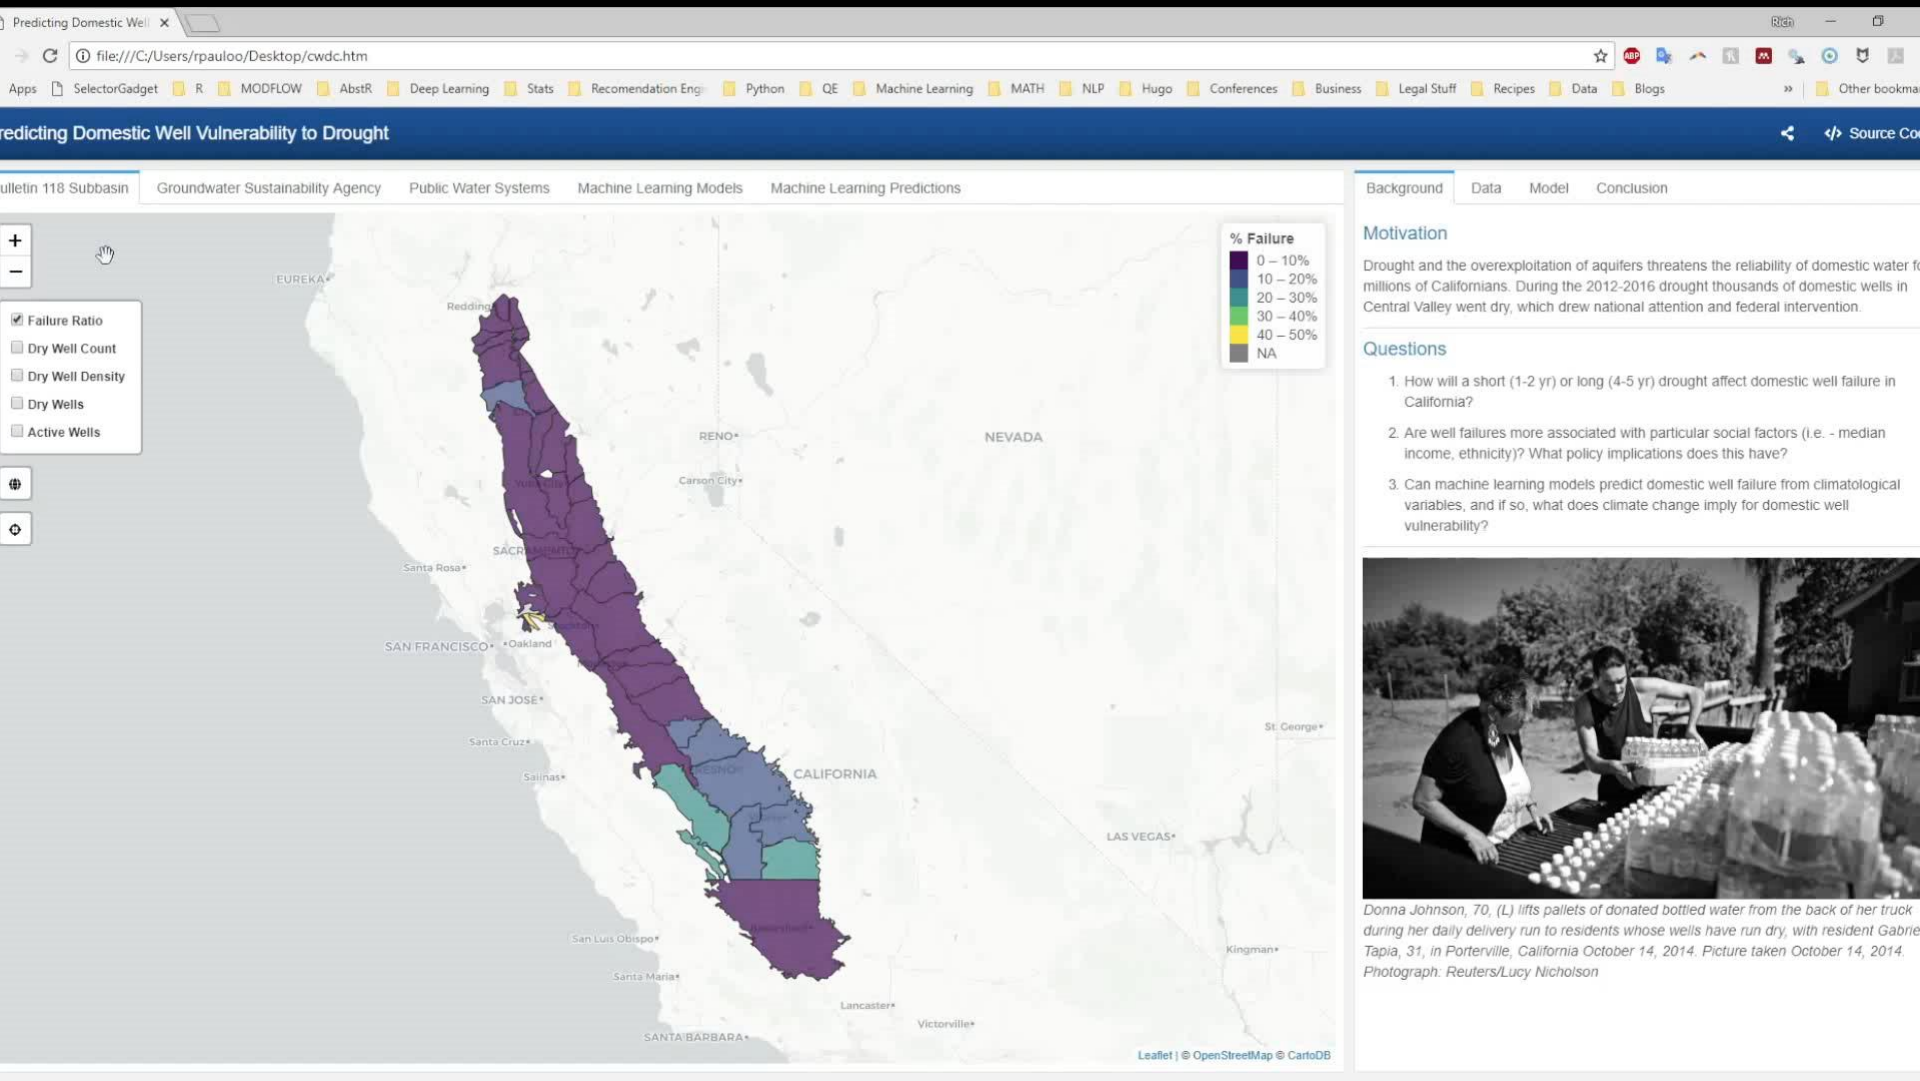 Predicting Domestic Well
Rich
file:///C:/Users/rpauloo/Desktop/cwdc.htm
ABP
Apps SelectorGadget R MODFLOW AbstR Deep Learning Stats Recomendation Engi Python QE Machine Learning MATH NLP Hugo Conferences Business Legal Stuff Recipes Data Blogs » Other bookma
redicting Domestic Well Vulnerability to Drought
</> Source Co
ulletin 118 Subbasin Groundwater Sustainability Agency Public Water Systems Machine Learning Models Machine Learning Predictions
Background Data Model Conclusion
+
−
Failure Ratio
Dry Well Count
Dry Well Density
Dry Wells
Active Wells
% Failure
0 – 10%
10 – 20%
20 – 30%
30 – 40%
40 – 50%
NA
EUREKA
Redding
RENO
NEVADA
Carson City
Yuba City
SACRAMENTO
Santa Rosa
Stockton
SAN FRANCISCO
Oakland
SAN JOSE
St. George
Santa Cruz
FRESNO
CALIFORNIA
Salinas
LAS VEGAS
San Luis Obispo
Kingman
Santa Maria
Lancaster
Victorville
SANTA BARBARA
Leaflet | © OpenStreetMap © CartoDB
Motivation
Drought and the overexploitation of aquifers threatens the reliability of domestic water fo
millions of Californians. During the 2012-2016 drought thousands of domestic wells in
Central Valley went dry, which drew national attention and federal intervention.
Questions
1. How will a short (1-2 yr) or long (4-5 yr) drought affect domestic well failure in
California?
2. Are well failures more associated with particular social factors (i.e. - median
income, ethnicity)? What policy implications does this have?
3. Can machine learning models predict domestic well failure from climatological
variables, and if so, what does climate change imply for domestic well
vulnerability?
Donna Johnson, 70, (L) lifts pallets of donated bottled water from the back of her truck
during her daily delivery run to residents whose wells have run dry, with resident Gabrie
Tapia, 31, in Porterville, California October 14, 2014. Picture taken October 14, 2014.
Photograph: Reuters/Lucy Nicholson